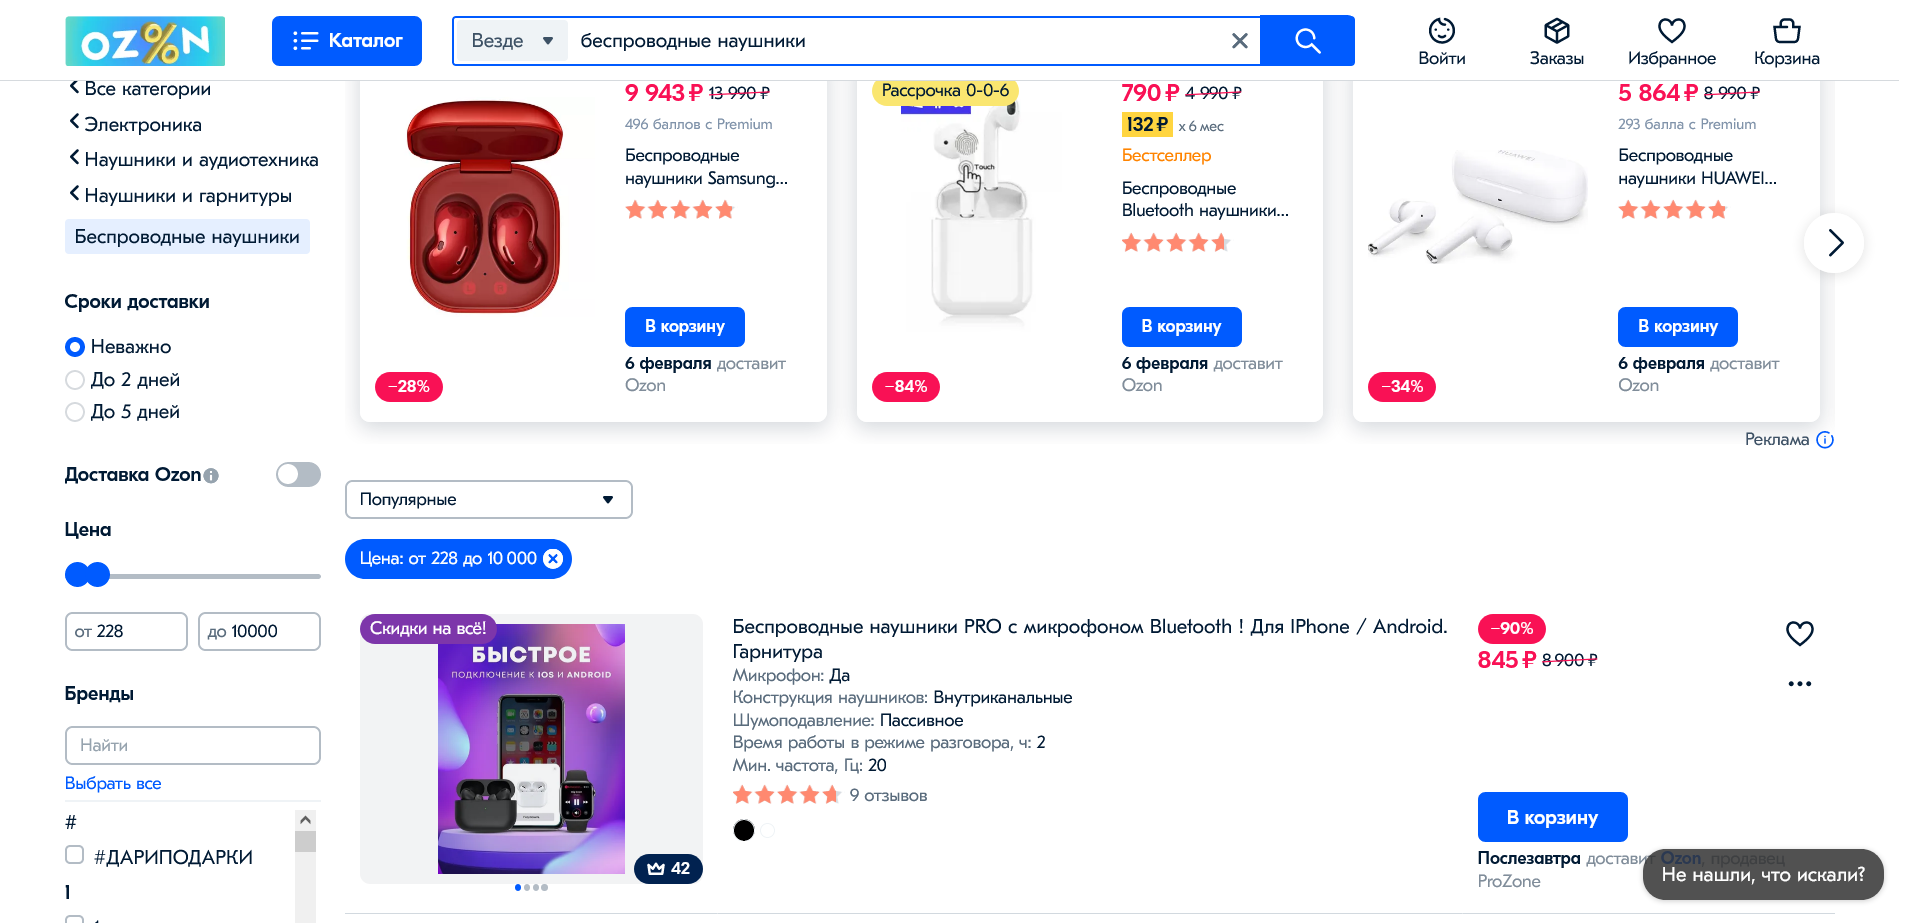 OZ%N
Каталог
Везде
беспроводные наушники
Войти
Заказы
Избранное
Корзина
Все категории
Электроника
Наушники и аудиотехника
Наушники и гарнитуры
Беспроводные наушники
Сроки доставки
Неважно
До 2 дней
До 5 дней
Доставка Ozon
Цена
от 228
до 10000
Бренды
Найти
Выбрать все
#
#ДАРИПОДАРКИ
1
9 943 ₽ 13 990 ₽
496 баллов с Premium
Беспроводные
наушники Samsung...
В корзину
6 февраля доставит
Ozon
−28%
Рассрочка 0-0-6
Touch
790 ₽ 4 990 ₽
132 ₽ х 6 мес
Бестселлер
Беспроводные
Bluetooth наушники...
В корзину
6 февраля доставит
Ozon
−84%
HUAWEI
5 864 ₽ 8 990 ₽
293 балла с Premium
Беспроводные
наушники HUAWEI...
В корзину
6 февраля доставит
Ozon
−34%
Реклама
Популярные
Цена: от 228 до 10 000
Скидки на всё!
БЫСТРОЕ
ПОДКЛЮЧЕНИЕ К IOS И ANDROID
42
Беспроводные наушники PRO с микрофоном Bluetooth ! Для IPhone / Android.
Гарнитура
Микрофон: Да
Конструкция наушников: Внутриканальные
Шумоподавление: Пассивное
Время работы в режиме разговора, ч: 2
Мин. частота, Гц: 20
9 отзывов
−90%
845 ₽ 8 900 ₽
В корзину
Послезавтра доставит Ozon, продавец
ProZone
Не нашли, что искали?